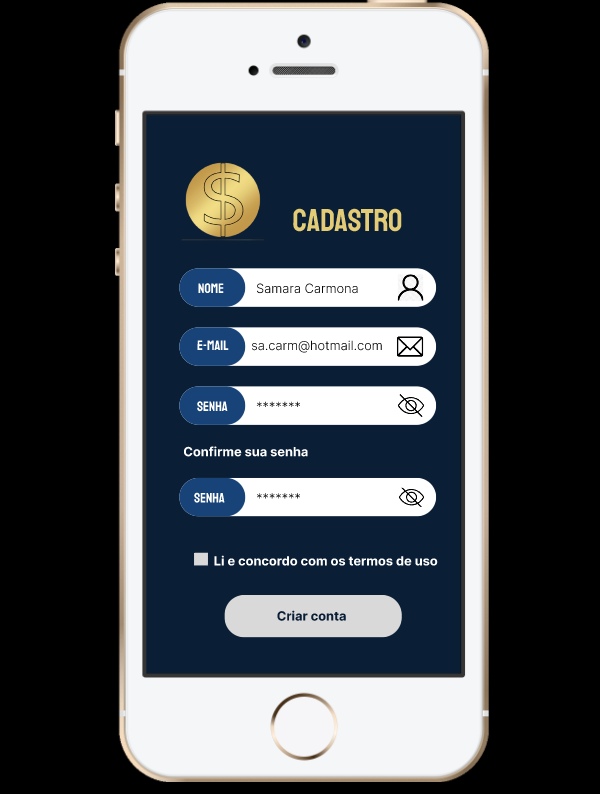 $
CADASTRO
NOME Samara Carmona
E-MAIL sa.carm@hotmail.com
SENHA *******
Confirme sua senha
SENHA *******
Li e concordo com os termos de uso
Criar conta